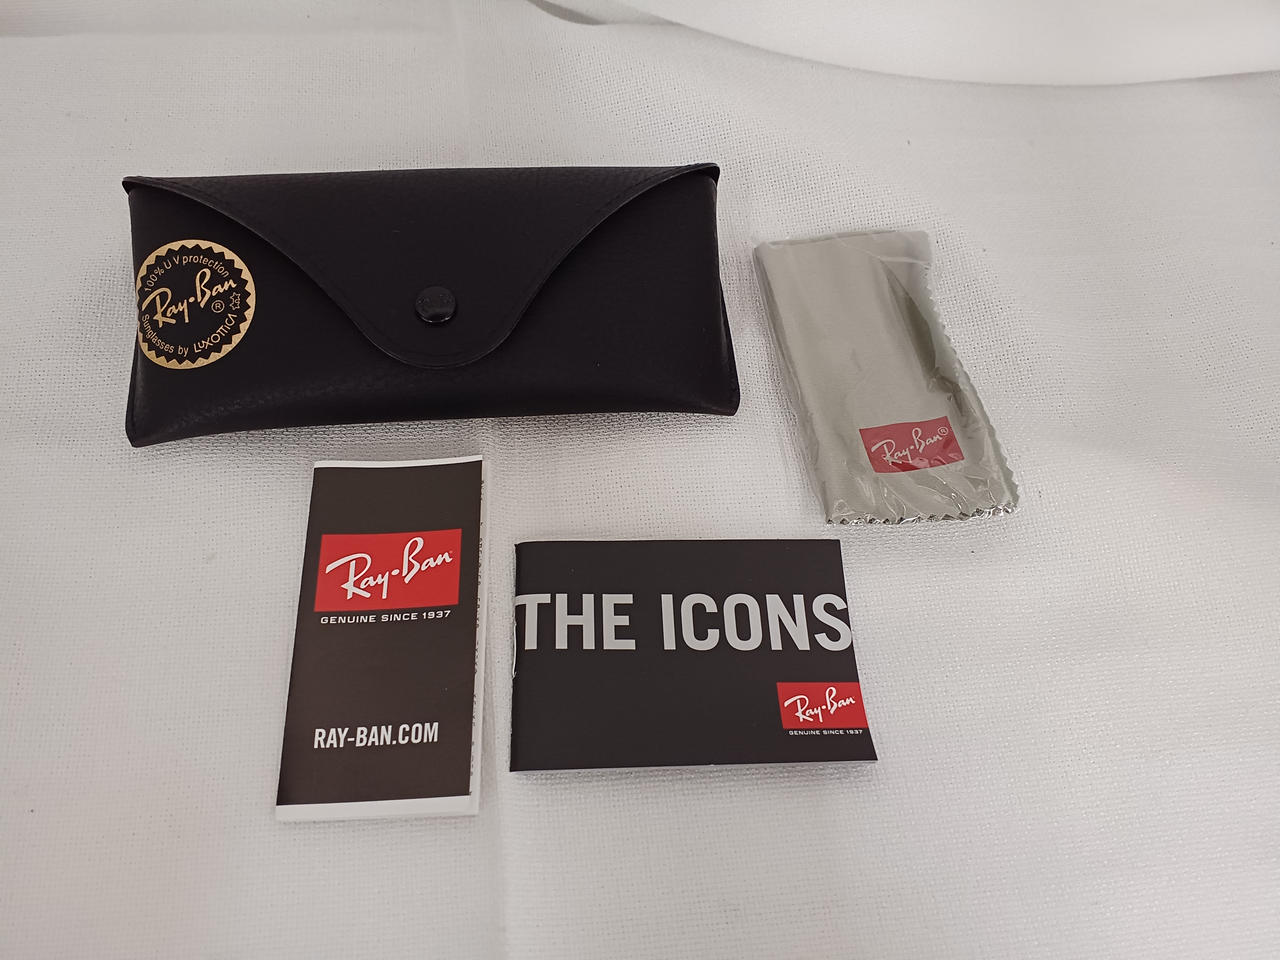 100% UV protection
Ray-Ban®
Sunglasses by LUXOTTICA
Ray-Ban®
Ray-Ban
GENUINE SINCE 1937
RAY-BAN.COM
THE ICONS
Ray-Ban
GENUINE SINCE 1937